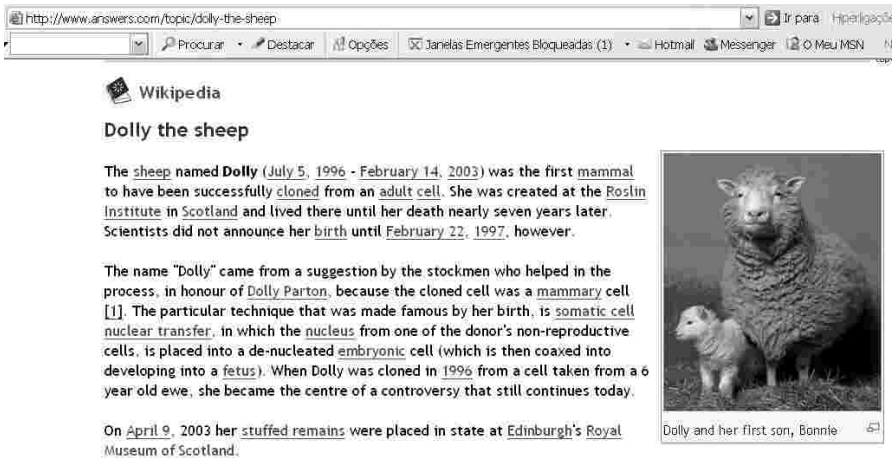 http://www.answers.com/topic/dolly-the-sheep Ir para Hiperligaçõ
Procurar Destacar Opções Janelas Emergentes Bloqueadas (1) Hotmail Messenger O Meu MSN
Wikipedia
Dolly the sheep
The sheep named Dolly (July 5, 1996 - February 14, 2003) was the first mammal
to have been successfully cloned from an adult cell. She was created at the Roslin
Institute in Scotland and lived there until her death nearly seven years later.
Scientists did not announce her birth until February 22, 1997, however.
The name "Dolly" came from a suggestion by the stockmen who helped in the
process, in honour of Dolly Parton, because the cloned cell was a mammary cell
[1]. The particular technique that was made famous by her birth, is somatic cell
nuclear transfer, in which the nucleus from one of the donor's non-reproductive
cells, is placed into a de-nucleated embryonic cell (which is then coaxed into
developing into a fetus). When Dolly was cloned in 1996 from a cell taken from a 6
year old ewe, she became the centre of a controversy that still continues today.
Dolly and her first son, Bonnie
On April 9, 2003 her stuffed remains were placed in state at Edinburgh's Royal
Museum of Scotland.